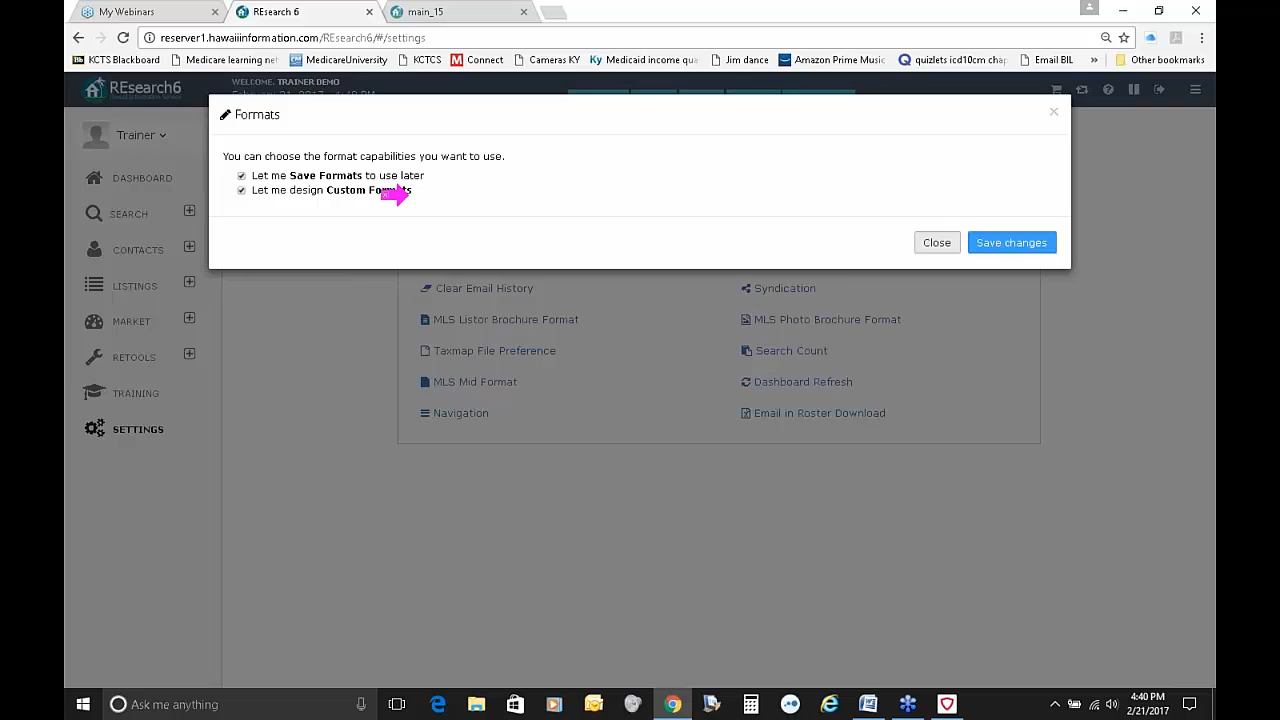 My Webinars
REsearch 6
main_15
reserver1.hawaiiinformation.com/REsearch6/#/settings
KCTS Blackboard
Medicare learning net
MedicareUniversity
KCTCS
Connect
Cameras KY
Medicaid income qua
Jim dance
Amazon Prime Music
quizlets icd10cm chap
Email BIL
Other bookmarks
REsearch6
WELCOME, TRAINER DEMO
Formats
You can choose the format capabilities you want to use.
Let me Save Formats to use later
Let me design Custom Formats
Close
Save changes
Trainer
DASHBOARD
SEARCH
CONTACTS
LISTINGS
MARKET
RETOOLS
TRAINING
SETTINGS
Clear Email History
Syndication
MLS Listor Brochure Format
MLS Photo Brochure Format
Taxmap File Preference
Search Count
MLS Mid Format
Dashboard Refresh
Navigation
Email in Roster Download
Ask me anything
4:40 PM
2/21/2017